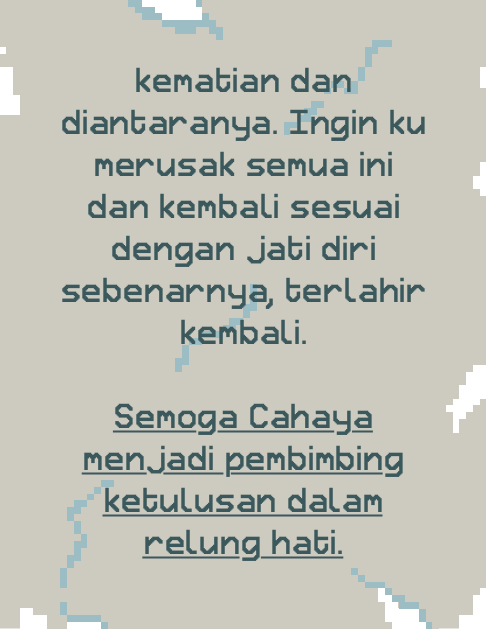 kematian dan
diantaranya. Ingin ku
merusak semua ini
dan kembali sesuai
dengan jati diri
sebenarnya, terlahir
kembali.
Semoga Cahaya
menjadi pembimbing
ketulusan dalam
relung hati.